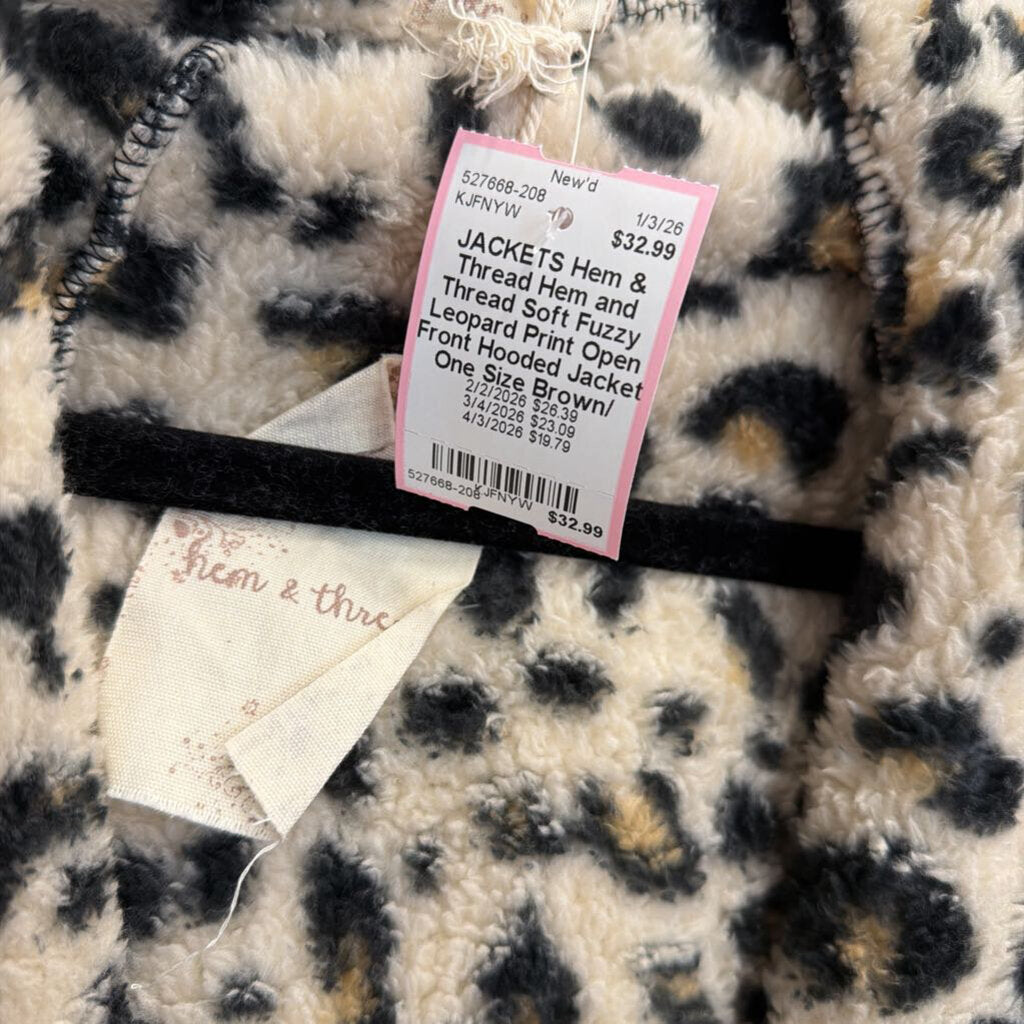 New'd
527668-208
KJFNYW
1/3/26
$32.99
JACKETS Hem &
Thread Hem and
Thread Soft Fuzzy
Leopard Print Open
Front Hooded Jacket
One Size Brown/
2/2/2026 $26.39
3/4/2026 $23.09
4/3/2026 $19.79
527668-208
KJFNYW
$32.99
hem & thre